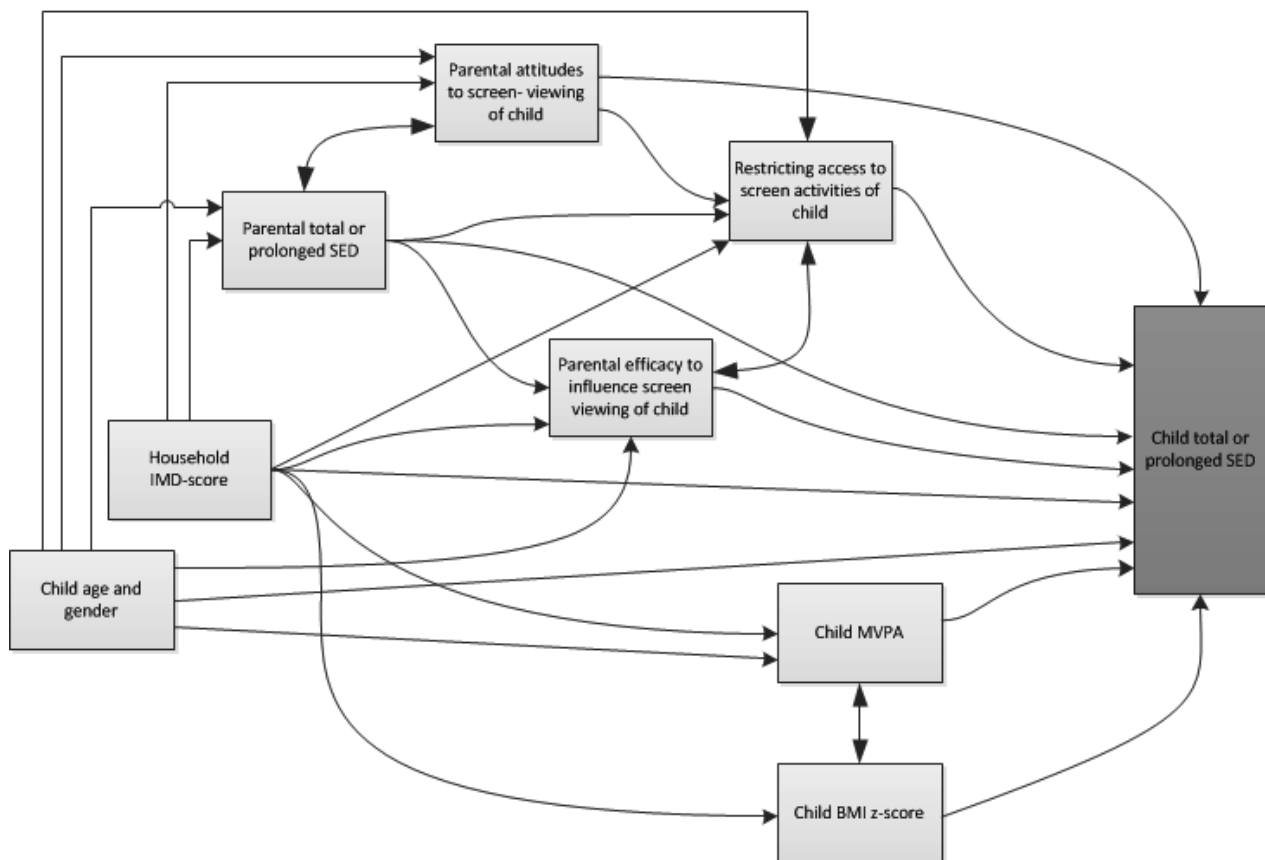 Parental attitudes
to screen- viewing
of child
Restricting access to
screen activities of
child
Parental total or
prolonged SED
Parental efficacy to
influence screen
viewing of child
Child total or
prolonged SED
Household
IMD-score
Child age and
gender
Child MVPA
Child BMI z-score